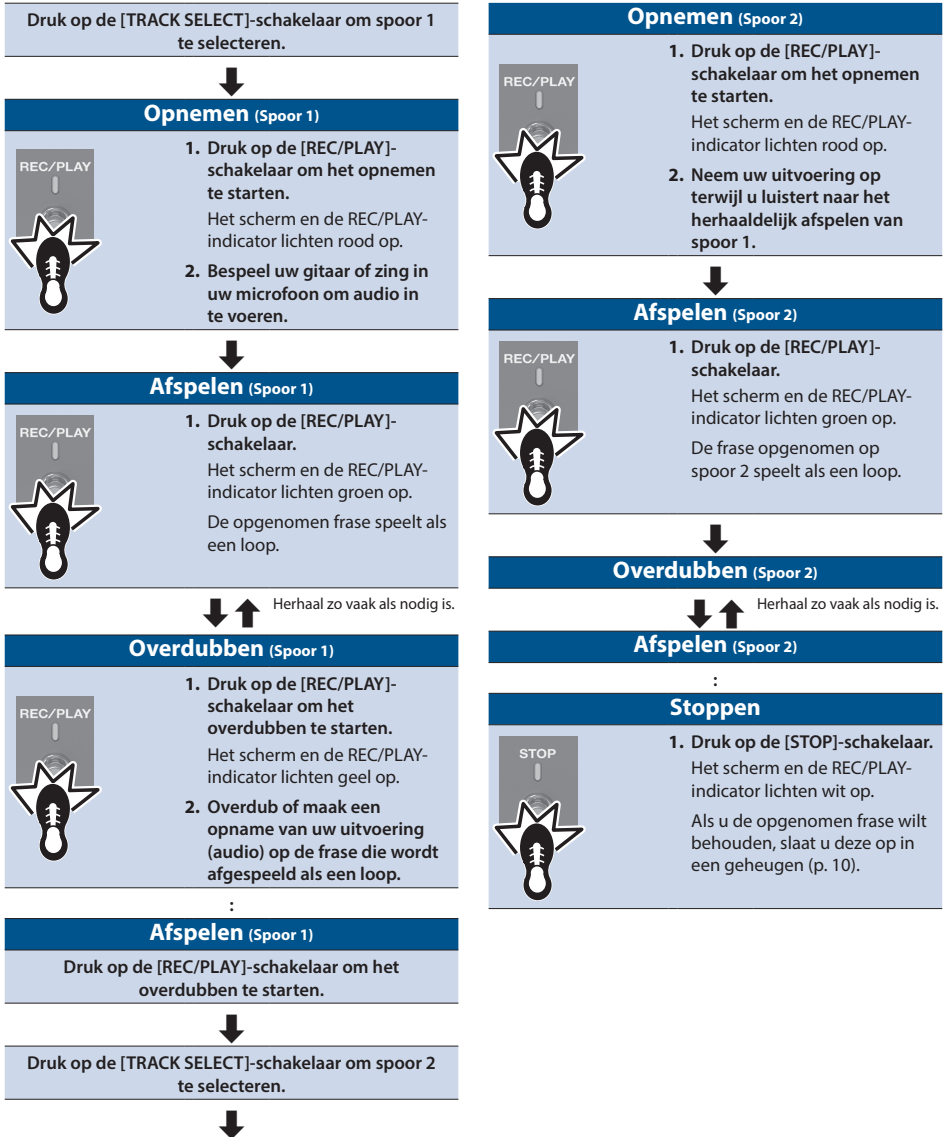 Druk op de [TRACK SELECT]-schakelaar om spoor 1
te selecteren.
Opnemen (Spoor 1)
REC/PLAY
1. Druk op de [REC/PLAY]-
schakelaar om het opnemen
te starten.
Het scherm en de REC/PLAY-
indicator lichten rood op.
2. Bespeel uw gitaar of zing in
uw microfoon om audio in
te voeren.
Afspelen (Spoor 1)
REC/PLAY
1. Druk op de [REC/PLAY]-
schakelaar.
Het scherm en de REC/PLAY-
indicator lichten groen op.
De opgenomen frase speelt als
een loop.
Herhaal zo vaak als nodig is.
Overdubben (Spoor 1)
REC/PLAY
1. Druk op de [REC/PLAY]-
schakelaar om het
overdubben te starten.
Het scherm en de REC/PLAY-
indicator lichten geel op.
2. Overdub of maak een
opname van uw uitvoering
(audio) op de frase die wordt
afgespeeld als een loop.
:
Afspelen (Spoor 1)
Druk op de [REC/PLAY]-schakelaar om het
overdubben te starten.
Druk op de [TRACK SELECT]-schakelaar om spoor 2
te selecteren.
Opnemen (Spoor 2)
REC/PLAY
1. Druk op de [REC/PLAY]-
schakelaar om het opnemen
te starten.
Het scherm en de REC/PLAY-
indicator lichten rood op.
2. Neem uw uitvoering op
terwijl u luistert naar het
herhaaldelijk afspelen van
spoor 1.
Afspelen (Spoor 2)
REC/PLAY
1. Druk op de [REC/PLAY]-
schakelaar.
Het scherm en de REC/PLAY-
indicator lichten groen op.
De frase opgenomen op
spoor 2 speelt als een loop.
Overdubben (Spoor 2)
Herhaal zo vaak als nodig is.
Afspelen (Spoor 2)
:
Stoppen
STOP
1. Druk op de [STOP]-schakelaar.
Het scherm en de REC/PLAY-
indicator lichten wit op.
Als u de opgenomen frase wilt
behouden, slaat u deze op in
een geheugen (p. 10).